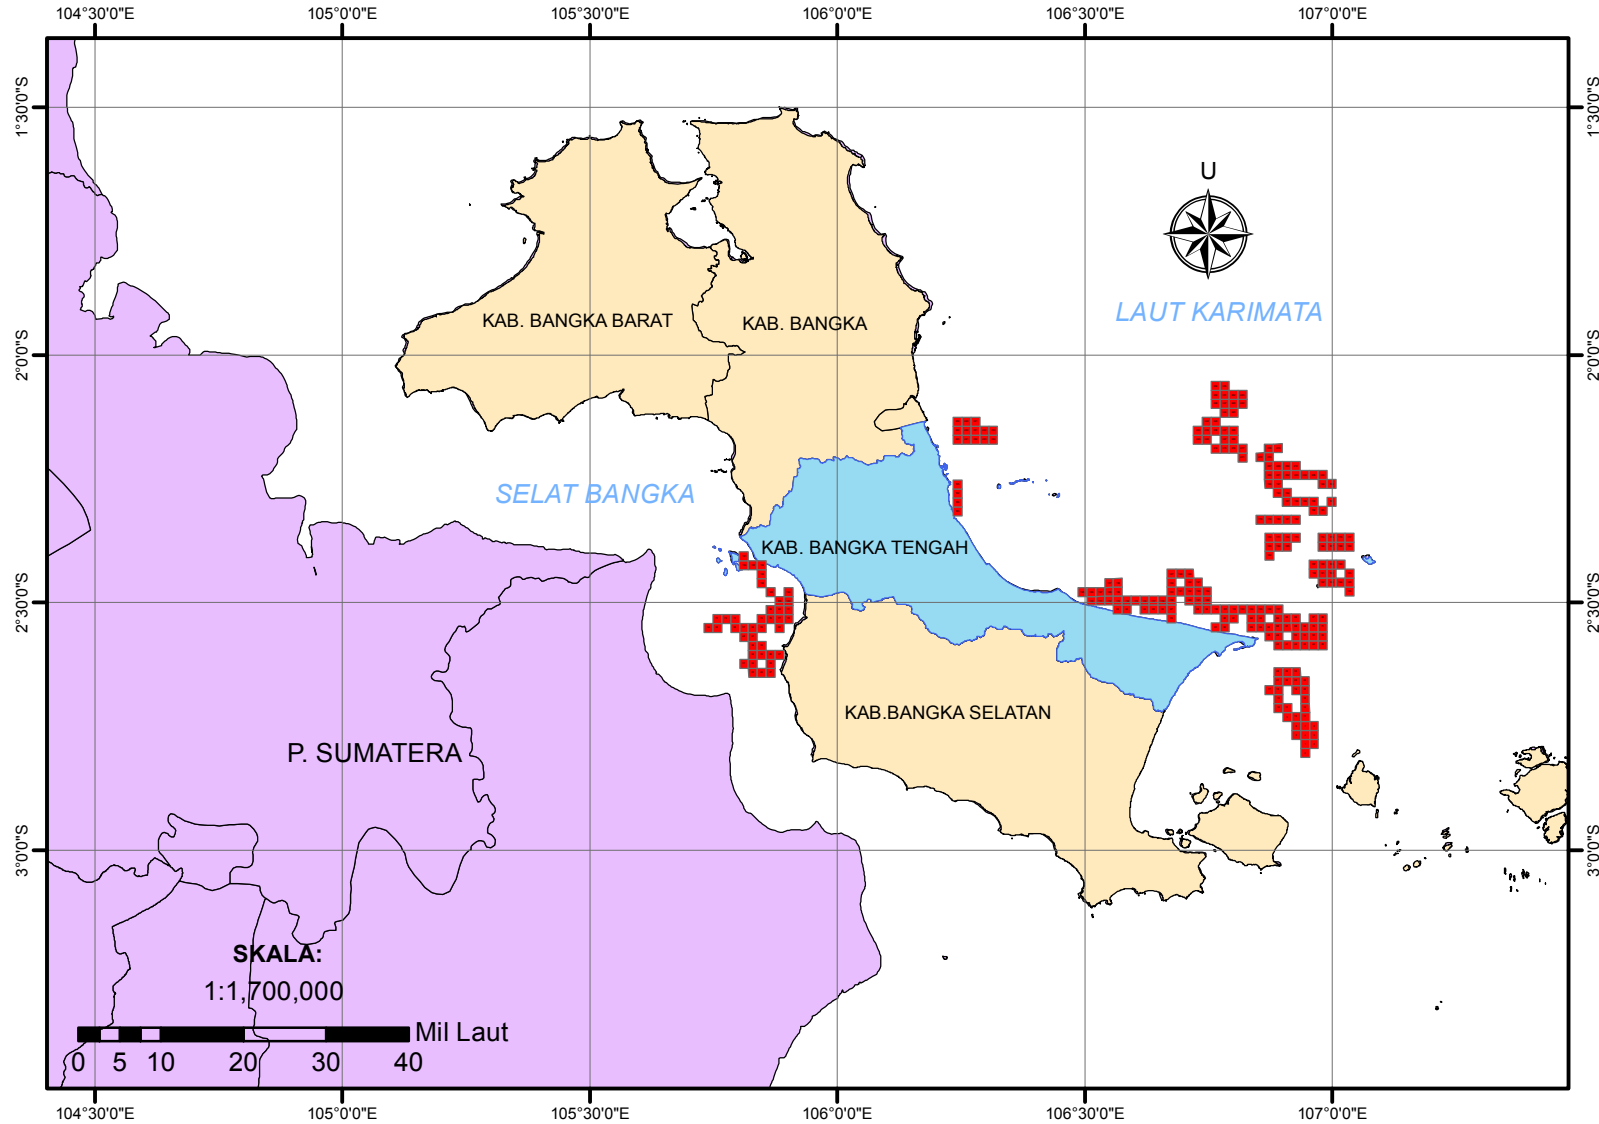 104°30'0"E 105°0'0"E 105°30'0"E 106°0'0"E 106°30'0"E 107°0'0"E
1°30'0"S 1°30'0"S
U
LAUT KARIMATA
KAB. BANGKA BARAT KAB. BANGKA
2°0'0"S 2°0'0"S
SELAT BANGKA
KAB. BANGKA TENGAH
2°30'0"S 2°30'0"S
KAB.BANGKA SELATAN
P. SUMATERA
3°0'0"S 3°0'0"S
SKALA:
1:1,700,000
Mil Laut
0 5 10 20 30 40
104°30'0"E 105°0'0"E 105°30'0"E 106°0'0"E 106°30'0"E 107°0'0"E